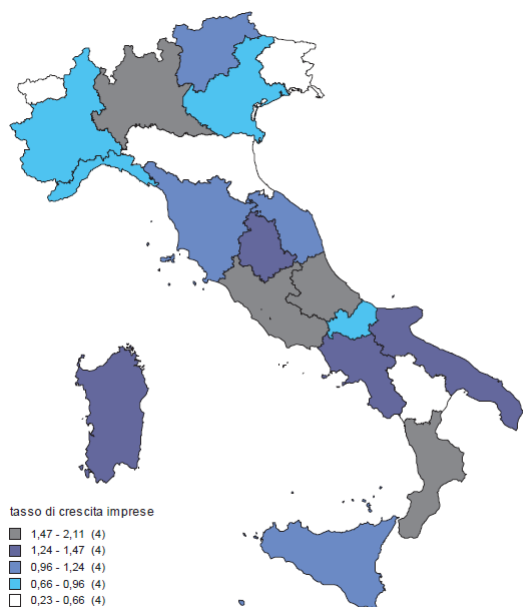 tasso di crescita imprese
1,47 - 2,11 (4)
1,24 - 1,47 (4)
0,96 - 1,24 (4)
0,66 - 0,96 (4)
0,23 - 0,66 (4)